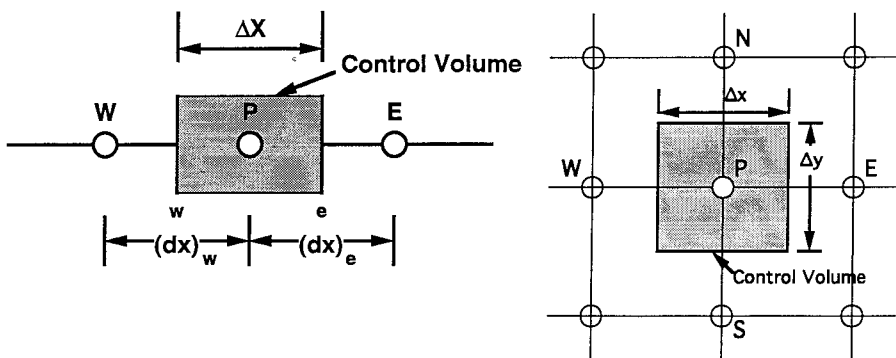 ΔX
Control Volume
W
P
E
w
e
(dx)w
(dx)e
N
Δx
W
P
Δy
E
Control Volume
S